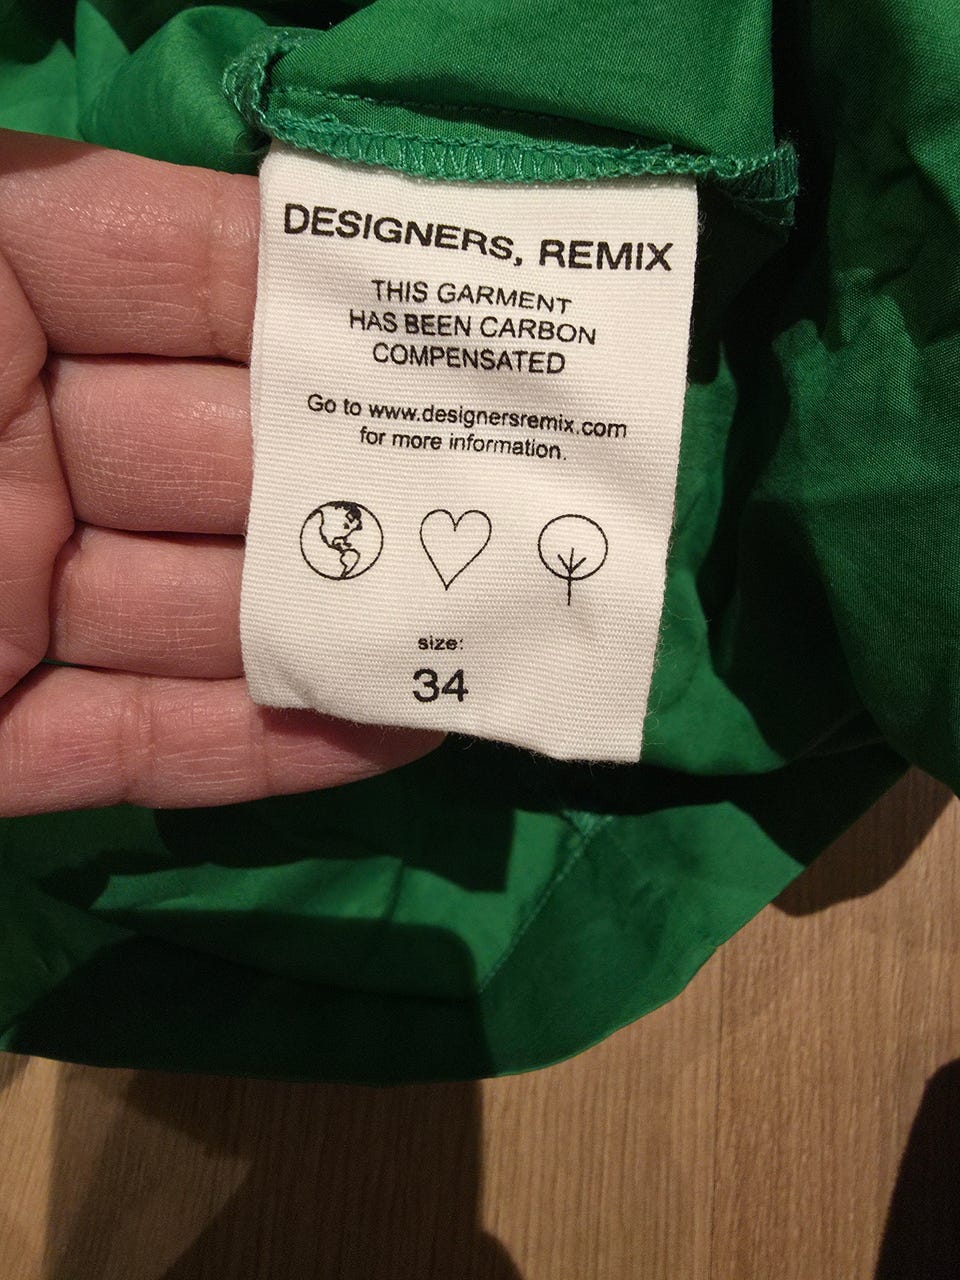 DESIGNERS, REMIX
THIS GARMENT
HAS BEEN CARBON
COMPENSATED
Go to www.designersremix.com
for more information.
size:
34